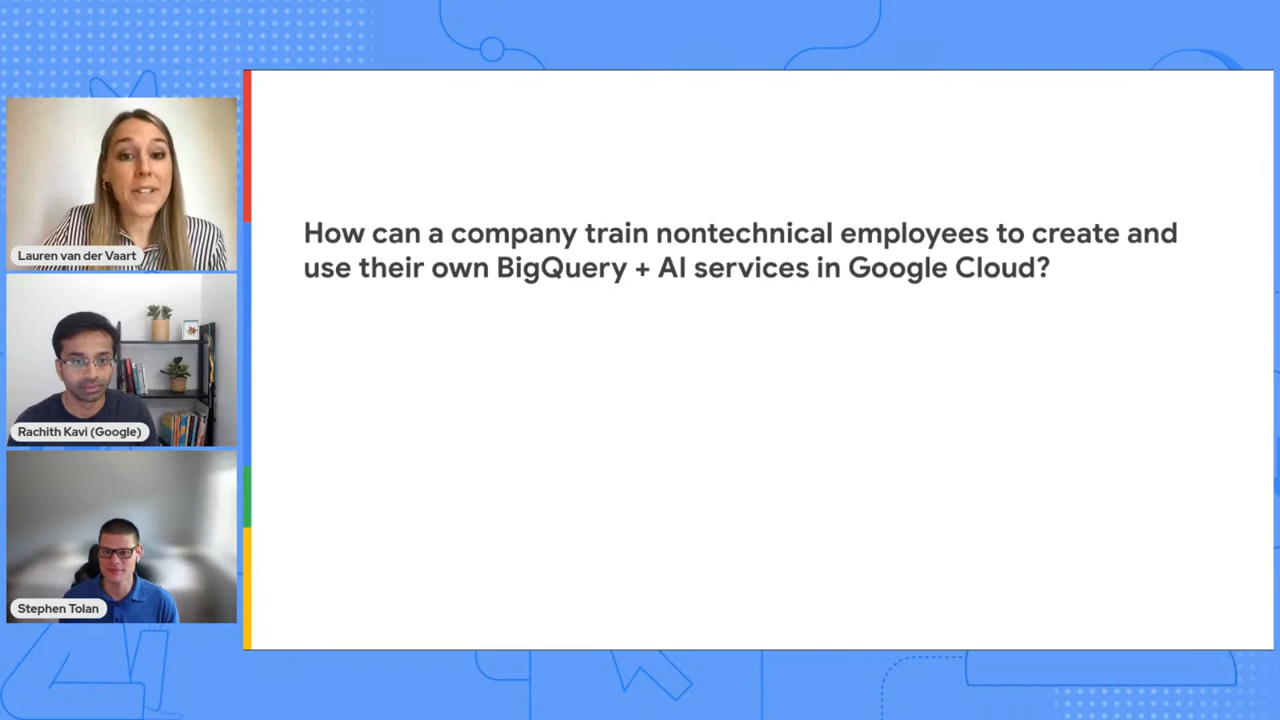 Lauren van der Vaart
Rachith Kavi (Google)
Stephen Tolan
How can a company train nontechnical employees to create and
use their own BigQuery + AI services in Google Cloud?